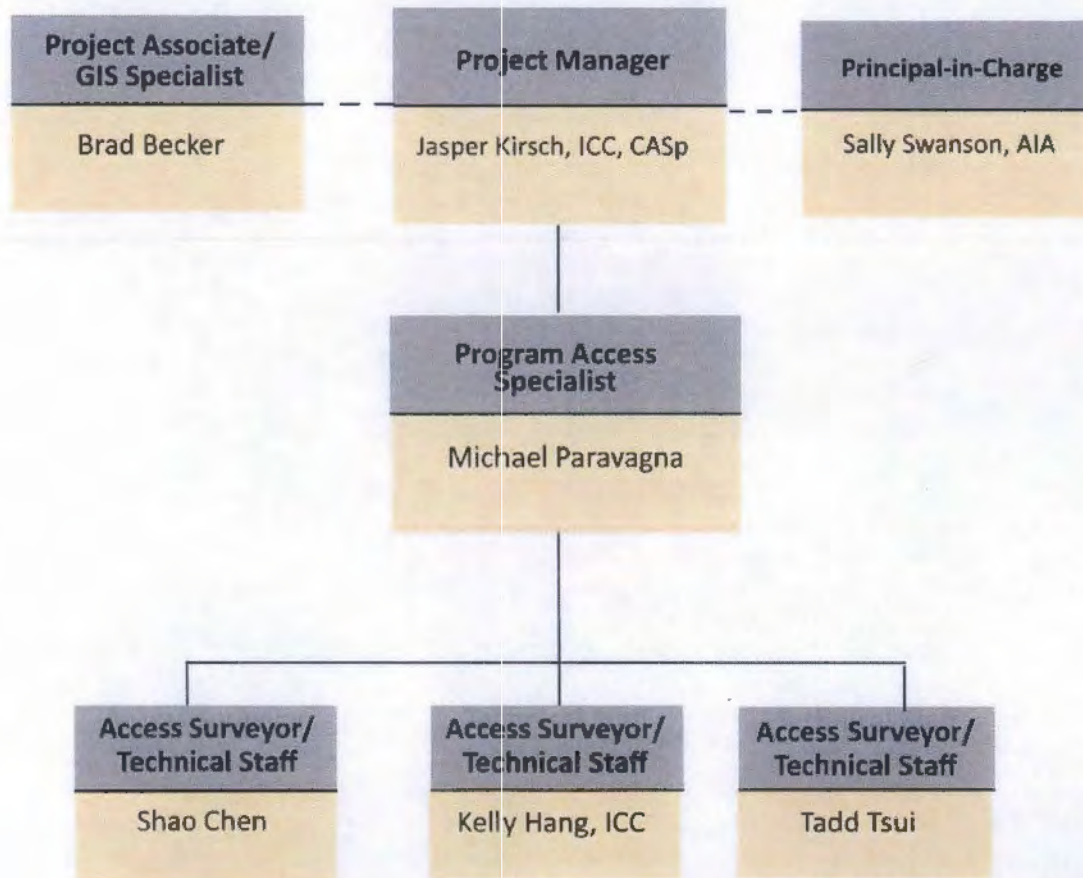 Project Associate/
GIS Specialist
Brad Becker
Project Manager
Jasper Kirsch, ICC, CASp
Principal-in-Charge
Sally Swanson, AIA
Program Access
Specialist
Michael Paravagna
Access Surveyor/
Technical Staff
Shao Chen
Access Surveyor/
Technical Staff
Kelly Hang, ICC
Access Surveyor/
Technical Staff
Tadd Tsui